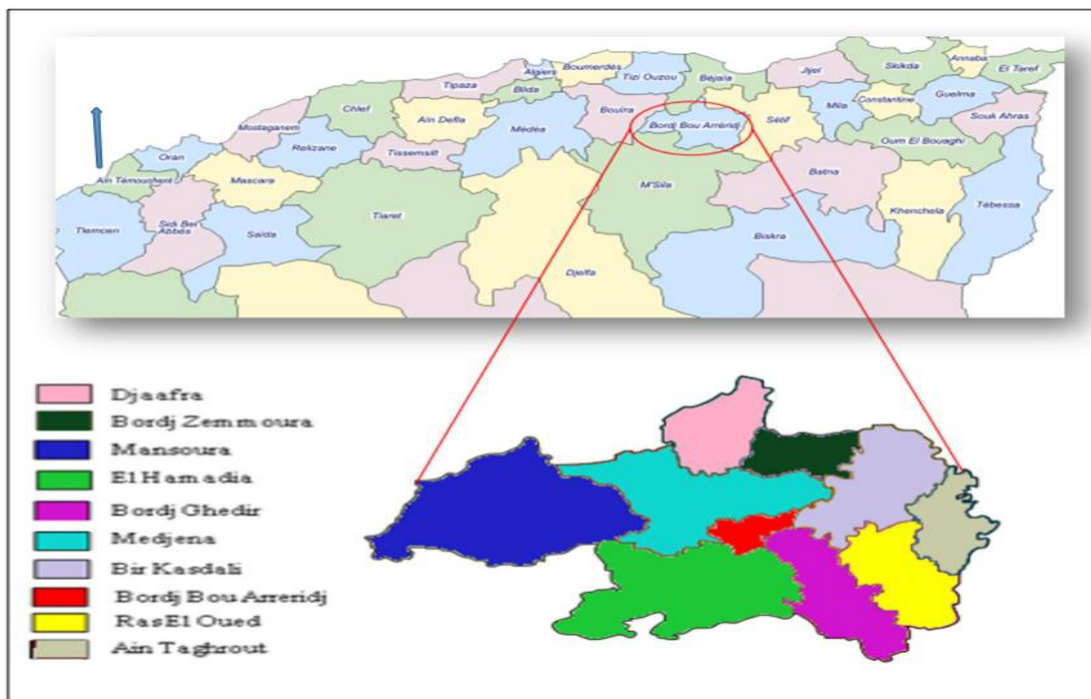 Skikda
Annaba
El Taref
Jijel
Boumerdès
Algiers
Tizi Ouzou
Béjaïa
Tipaza
Blida
Guelma
Mila
Constantine
Chlef
Bouira
Souk Ahras
Sétif
Aïn Defla
Mostaganem
Médéa
Bordj Bou Arréridj
Oum El Bouaghi
Relizane
Tissemsilt
Oran
Batna
Aïn Témouchent
Mascara
M'Sila
Khenchela
Tébessa
Tiaret
Tlemcen
Sidi Bel
Abbès
Saïda
Biskra
Djelfa
Djaafra
Bordj Zemmoura
Mansoura
El Hamadia
Bordj Ghedir
Medjena
Bir Kasdali
Bordj Bou Arreridj
Ras El Oued
Ain Taghrout